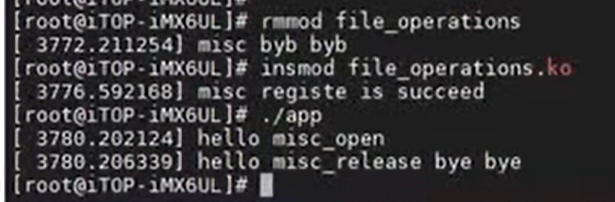 [root@iTOP-iMX6UL]# rmmod file_operations
[ 3772.211254] misc byb byb
[root@iTOP-iMX6UL]# insmod file_operations.ko
[ 3776.592168] misc registe is succeed
[root@iTOP-iMX6UL]# ./app
[ 3780.202124] hello misc_open
[ 3780.206339] hello misc_release bye bye
[root@iTOP-iMX6UL]#